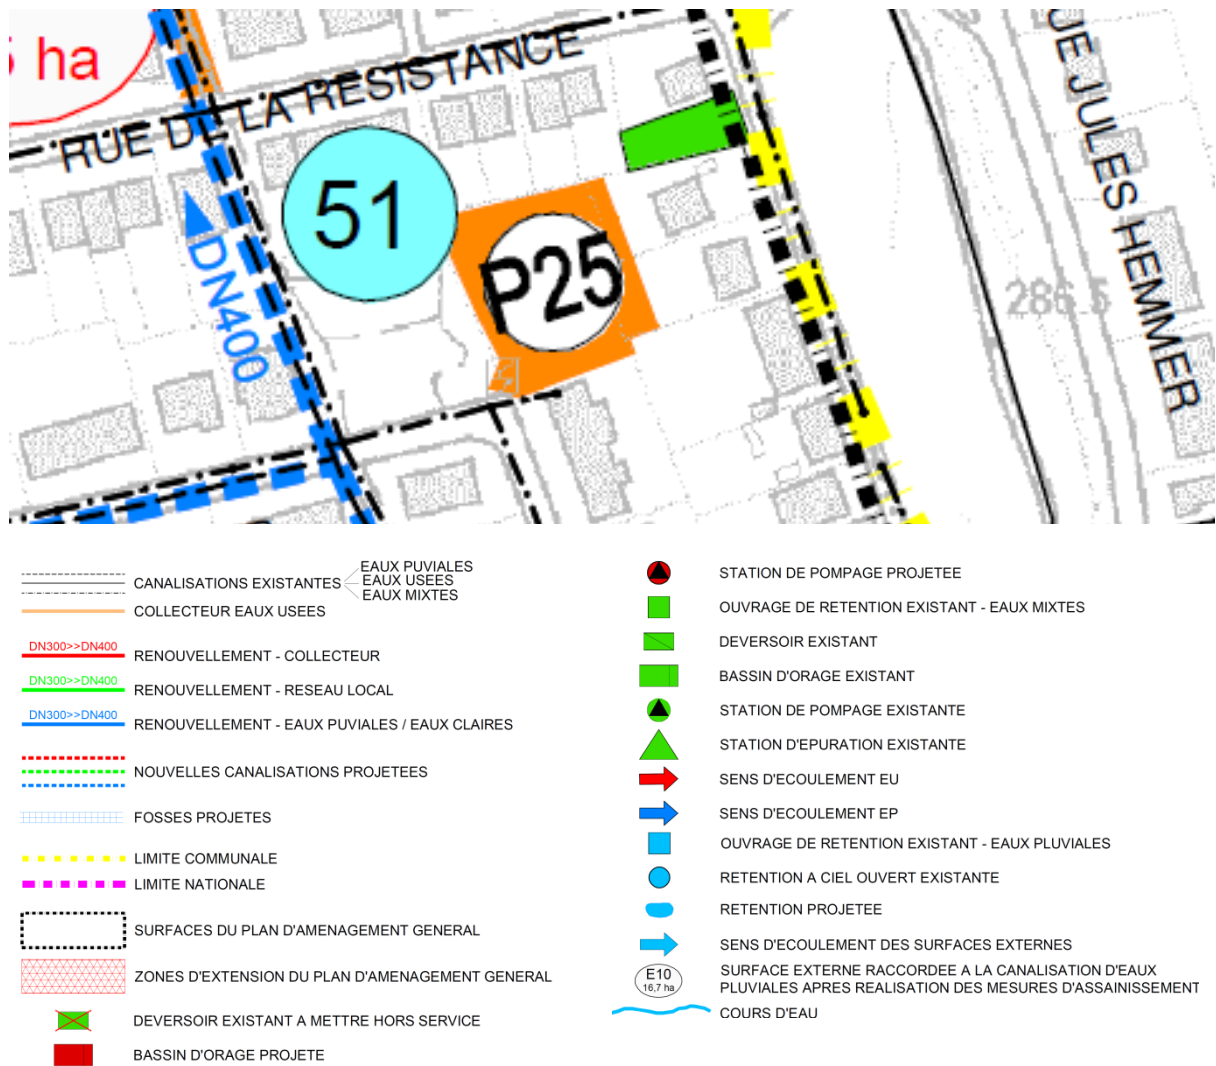 ha
RUE DE LA RESISTANCE
51
P25
DN400
286.5
UE JULES HEMMER
CANALISATIONS EXISTANTES
EAUX PUVIALES
EAUX USEES
EAUX MIXTES
COLLECTEUR EAUX USEES
DN300>>DN400
RENOUVELLEMENT - COLLECTEUR
DN300>>DN400
RENOUVELLEMENT - RESEAU LOCAL
DN300>>DN400
RENOUVELLEMENT - EAUX PUVIALES / EAUX CLAIRES
NOUVELLES CANALISATIONS PROJETEES
FOSSES PROJETES
LIMITE COMMUNALE
LIMITE NATIONALE
SURFACES DU PLAN D'AMENAGEMENT GENERAL
ZONES D'EXTENSION DU PLAN D'AMENAGEMENT GENERAL
DEVERSOIR EXISTANT A METTRE HORS SERVICE
BASSIN D'ORAGE PROJETE
STATION DE POMPAGE PROJETEE
OUVRAGE DE RETENTION EXISTANT - EAUX MIXTES
DEVERSOIR EXISTANT
BASSIN D'ORAGE EXISTANT
STATION DE POMPAGE EXISTANTE
STATION D'EPURATION EXISTANTE
SENS D'ECOULEMENT EU
SENS D'ECOULEMENT EP
OUVRAGE DE RETENTION EXISTANT - EAUX PLUVIALES
RETENTION A CIEL OUVERT EXISTANTE
RETENTION PROJETEE
SENS D'ECOULEMENT DES SURFACES EXTERNES
E10
16,7 ha
SURFACE EXTERNE RACCORDEE A LA CANALISATION D'EAUX
PLUVIALES APRES REALISATION DES MESURES D'ASSAINISSEMENT
COURS D'EAU